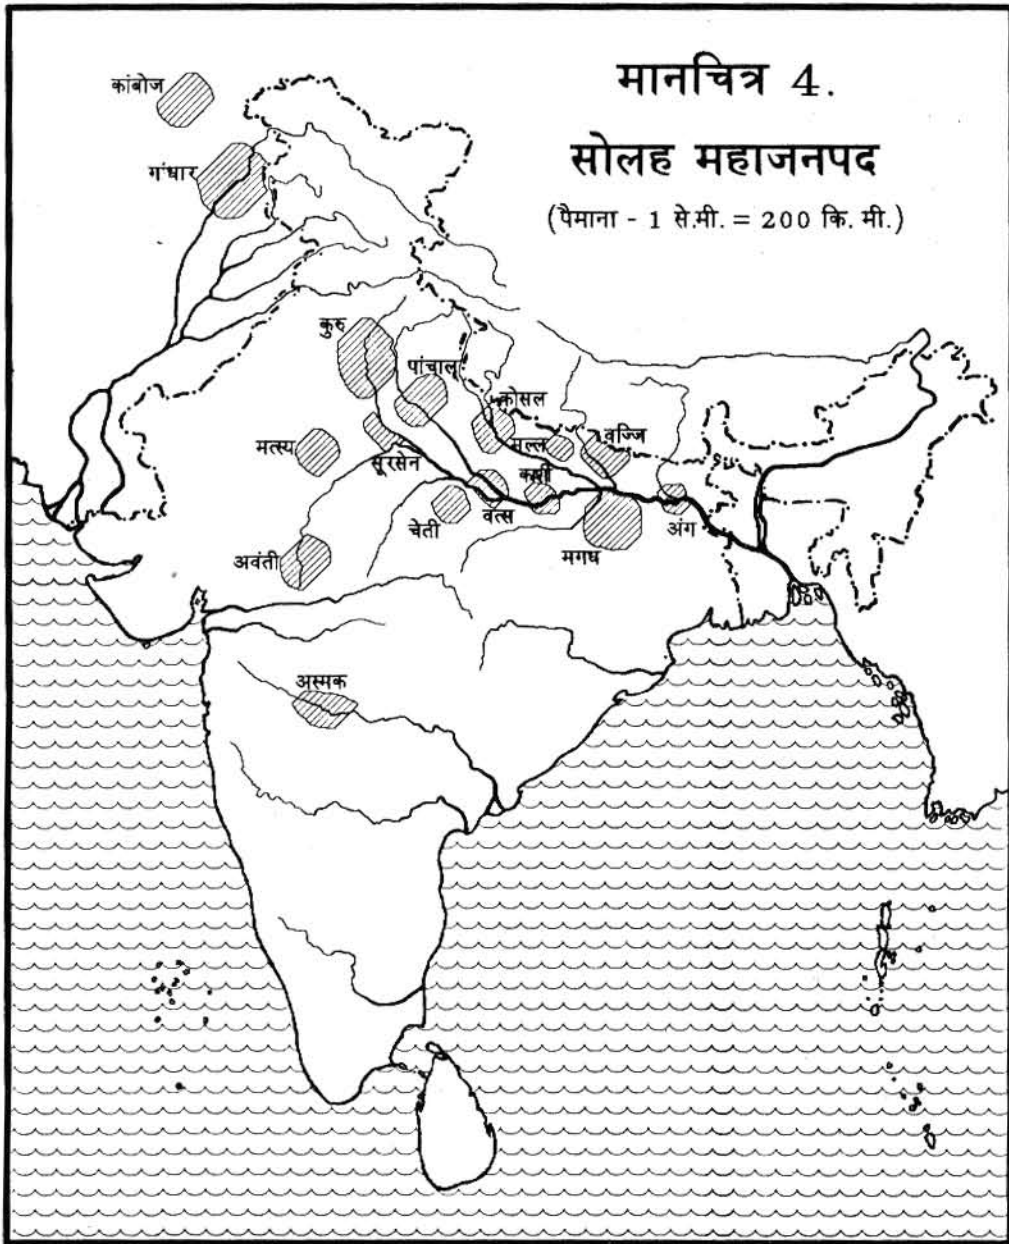 मानचित्र 4.
सोलह महाजनपद
(पैमाना - 1 से.मी. = 200 कि. मी.)
कांबोज
गंधार
कुरु
पांचाल
कोसल
मल्ल
वज्जि
मत्स्य
सूरसेन
काशी
चेती
वत्स
मगध
अंग
अवंती
अस्मक